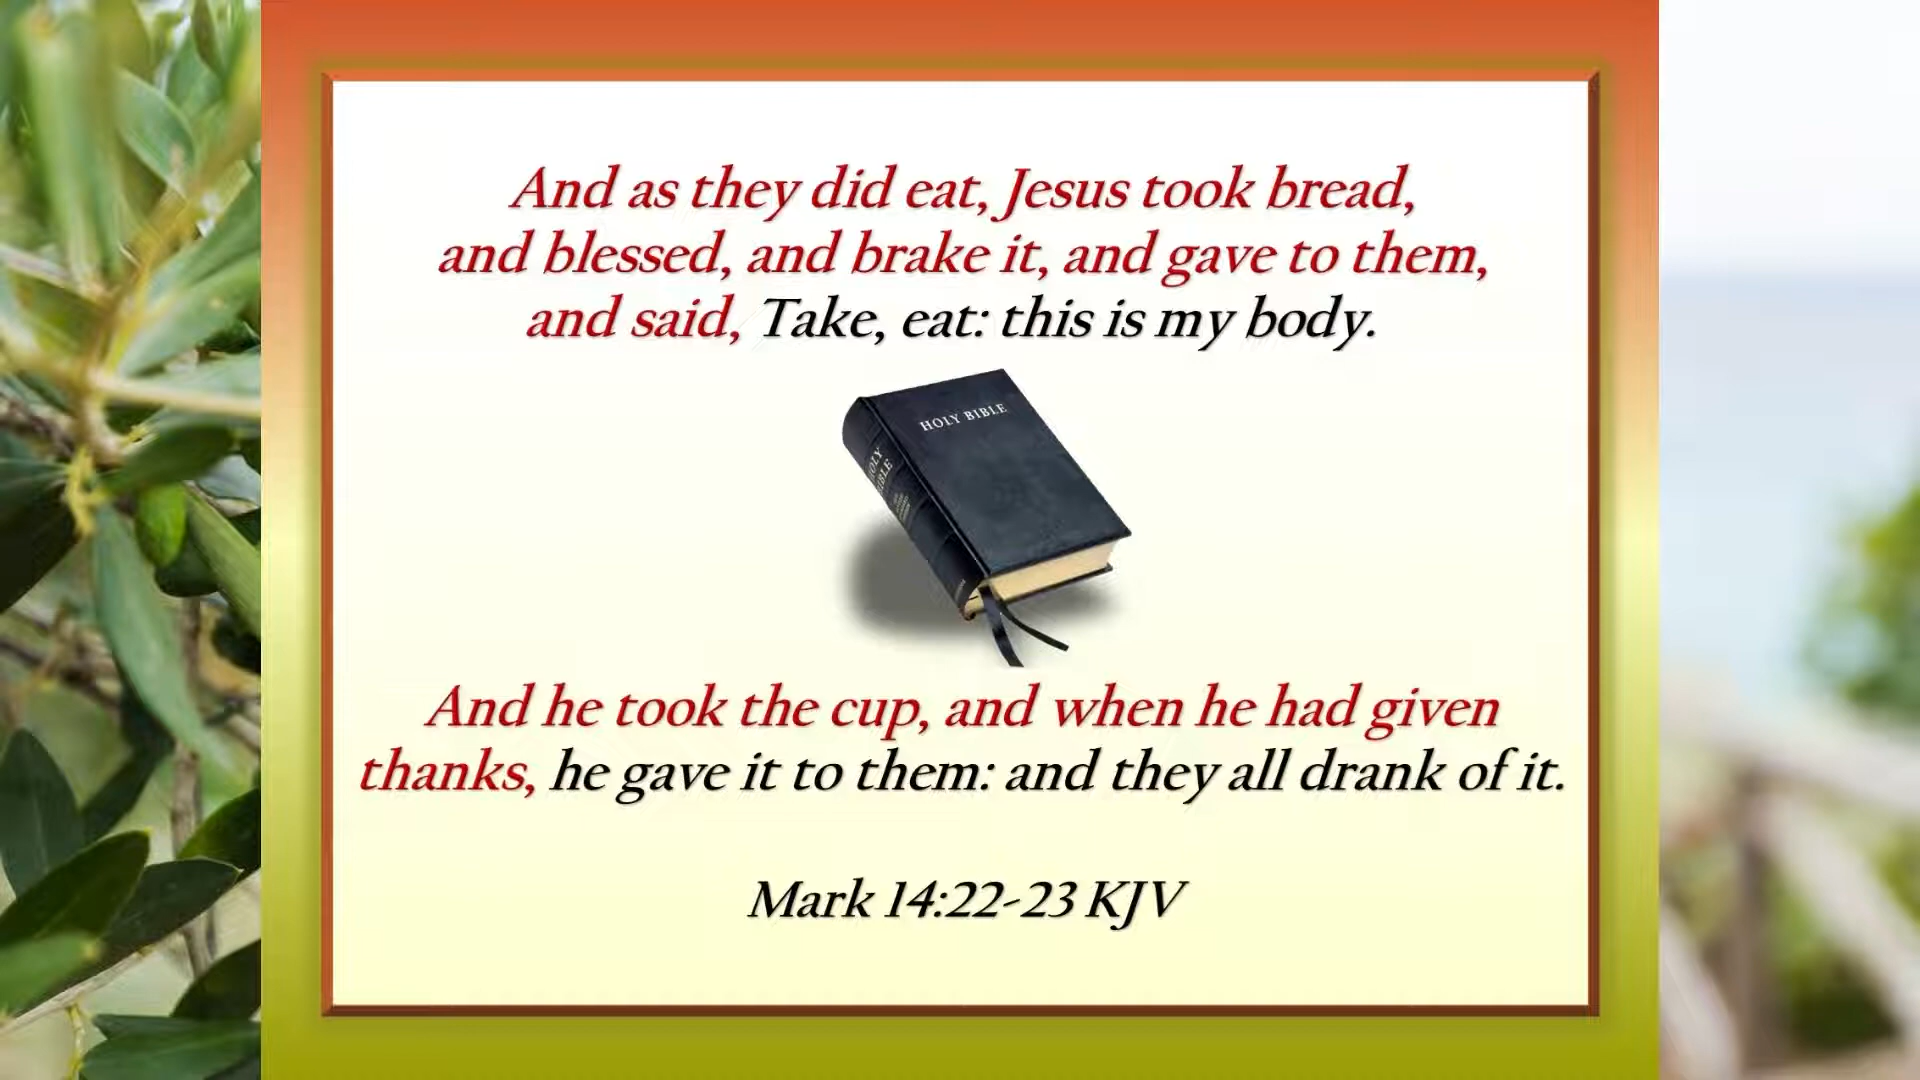 And as they did eat, Jesus took bread,
and blessed, and brake it, and gave to them,
and said, Take, eat: this is my body.
HOLY BIBLE
HOLY
BIBLE
And he took the cup, and when he had given
thanks, he gave it to them: and they all drank of it.
Mark 14:22-23 KJV